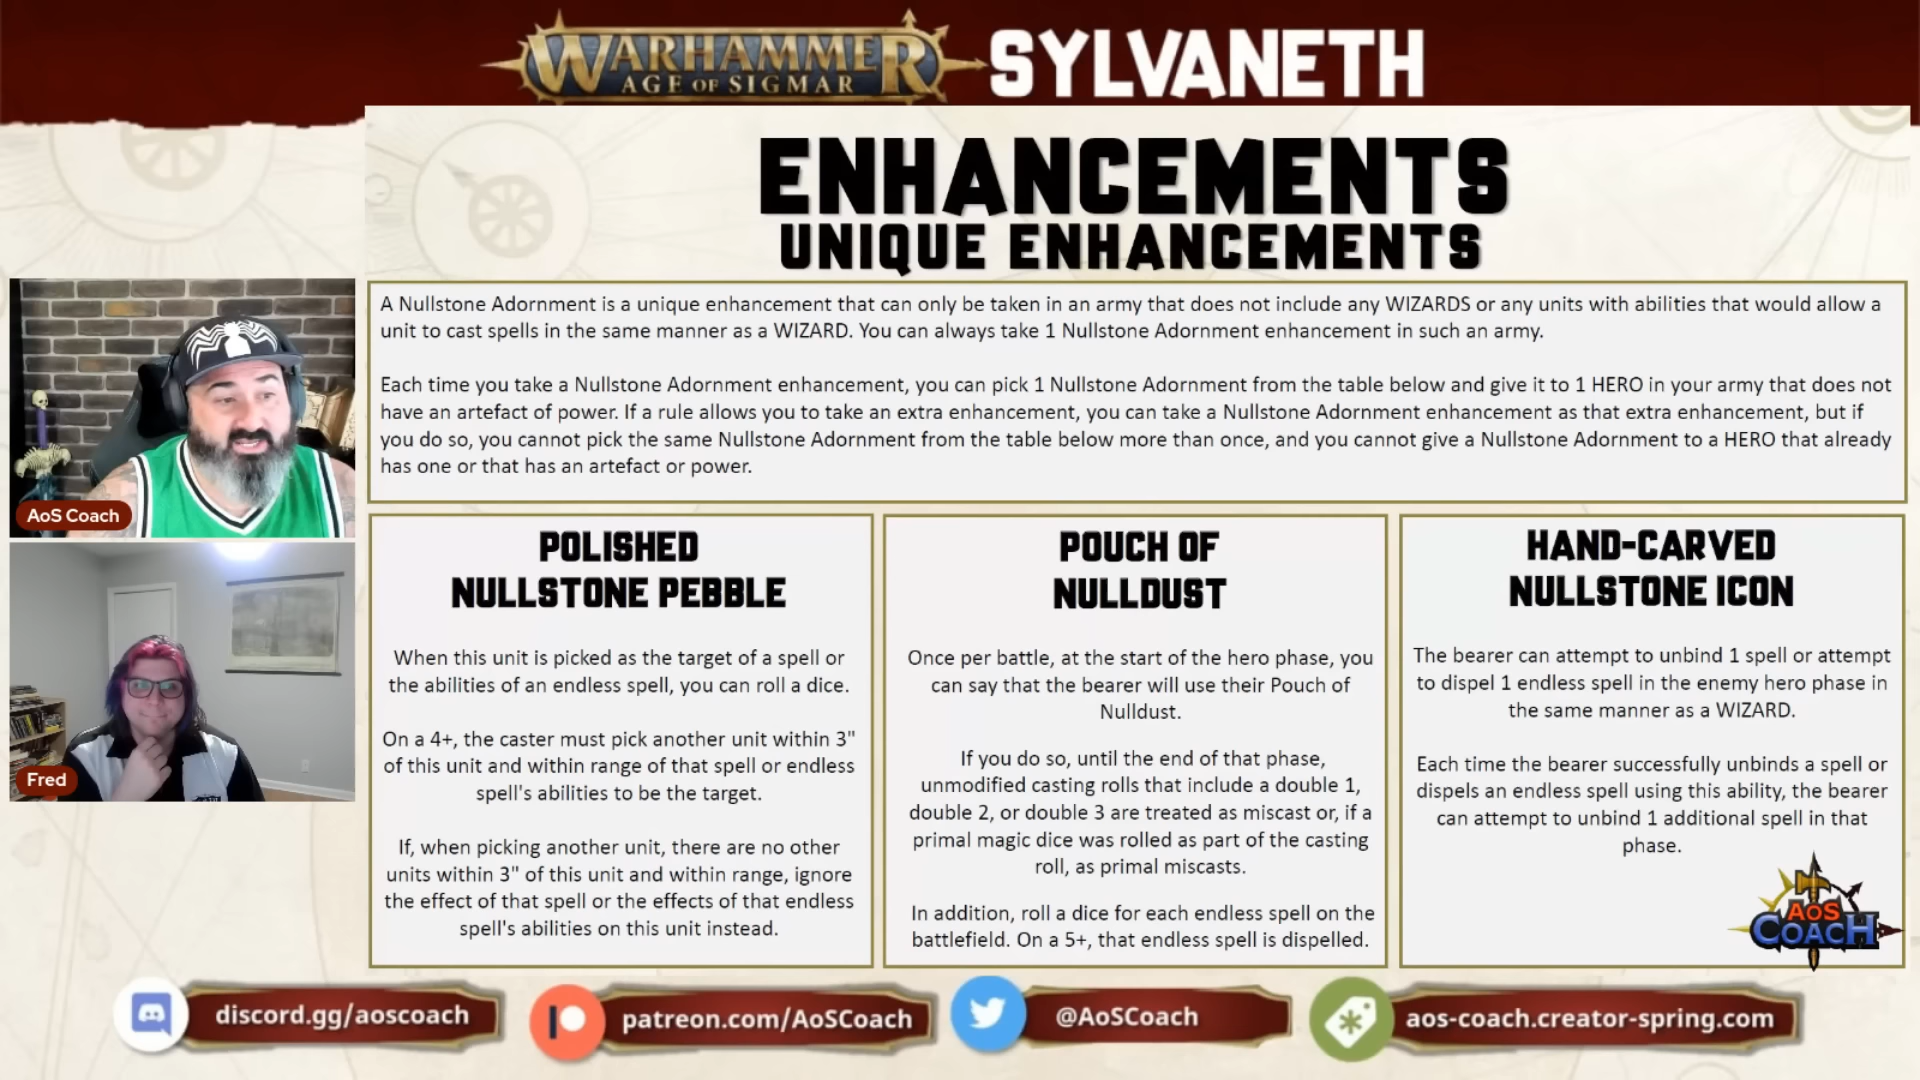 WARHAMMER
AGE OF SIGMAR
SYLVANETH
ENHANCEMENTS
UNIQUE ENHANCEMENTS
A Nullstone Adornment is a unique enhancement that can only be taken in an army that does not include any WIZARDS or any units with abilities that would allow a
unit to cast spells in the same manner as a WIZARD. You can always take 1 Nullstone Adornment enhancement in such an army.
Each time you take a Nullstone Adornment enhancement, you can pick 1 Nullstone Adornment from the table below and give it to 1 HERO in your army that does not
have an artefact of power. If a rule allows you to take an extra enhancement, you can take a Nullstone Adornment enhancement as that extra enhancement, but if
you do so, you cannot pick the same Nullstone Adornment from the table below more than once, and you cannot give a Nullstone Adornment to a HERO that already
has one or that has an artefact or power.
AoS Coach
Fred
POLISHED
NULLSTONE PEBBLE
When this unit is picked as the target of a spell or
the abilities of an endless spell, you can roll a dice.
On a 4+, the caster must pick another unit within 3"
of this unit and within range of that spell or endless
spell's abilities to be the target.
If, when picking another unit, there are no other
units within 3" of this unit and within range, ignore
the effect of that spell or the effects of that endless
spell's abilities on this unit instead.
POUCH OF
NULLDUST
Once per battle, at the start of the hero phase, you
can say that the bearer will use their Pouch of
Nulldust.
If you do so, until the end of that phase,
unmodified casting rolls that include a double 1,
double 2, or double 3 are treated as miscast or, if a
primal magic dice was rolled as part of the casting
roll, as primal miscasts.
In addition, roll a dice for each endless spell on the
battlefield. On a 5+, that endless spell is dispelled.
HAND-CARVED
NULLSTONE ICON
The bearer can attempt to unbind 1 spell or attempt
to dispel 1 endless spell in the enemy hero phase in
the same manner as a WIZARD.
Each time the bearer successfully unbinds a spell or
dispels an endless spell using this ability, the bearer
can attempt to unbind 1 additional spell in that
phase.
AoS
COACH
discord.gg/aoscoach
patreon.com/AoSCoach
@AoSCoach
aos-coach.creator-spring.com